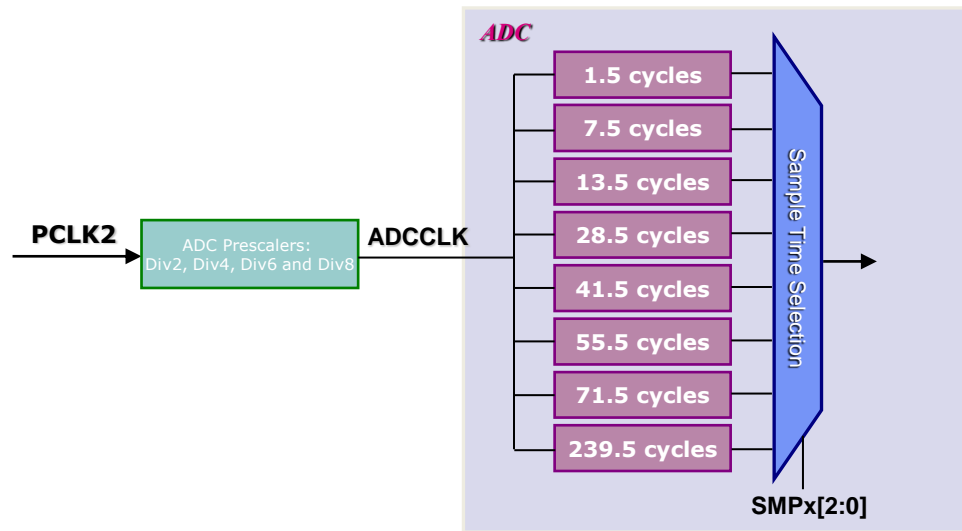 ADC
1.5 cycles
7.5 cycles
13.5 cycles
28.5 cycles
41.5 cycles
55.5 cycles
71.5 cycles
239.5 cycles
Sample Time Selection
SMPx[2:0]
PCLK2
ADC Prescalers:
Div2, Div4, Div6 and Div8
ADCCLK